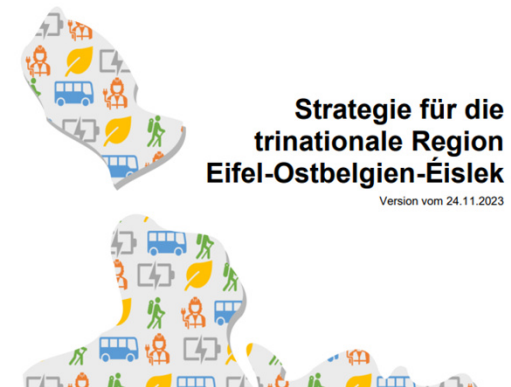 Strategie für die
trinationale Region
Eifel-Ostbelgien-Éislek
Version vom 24.11.2023